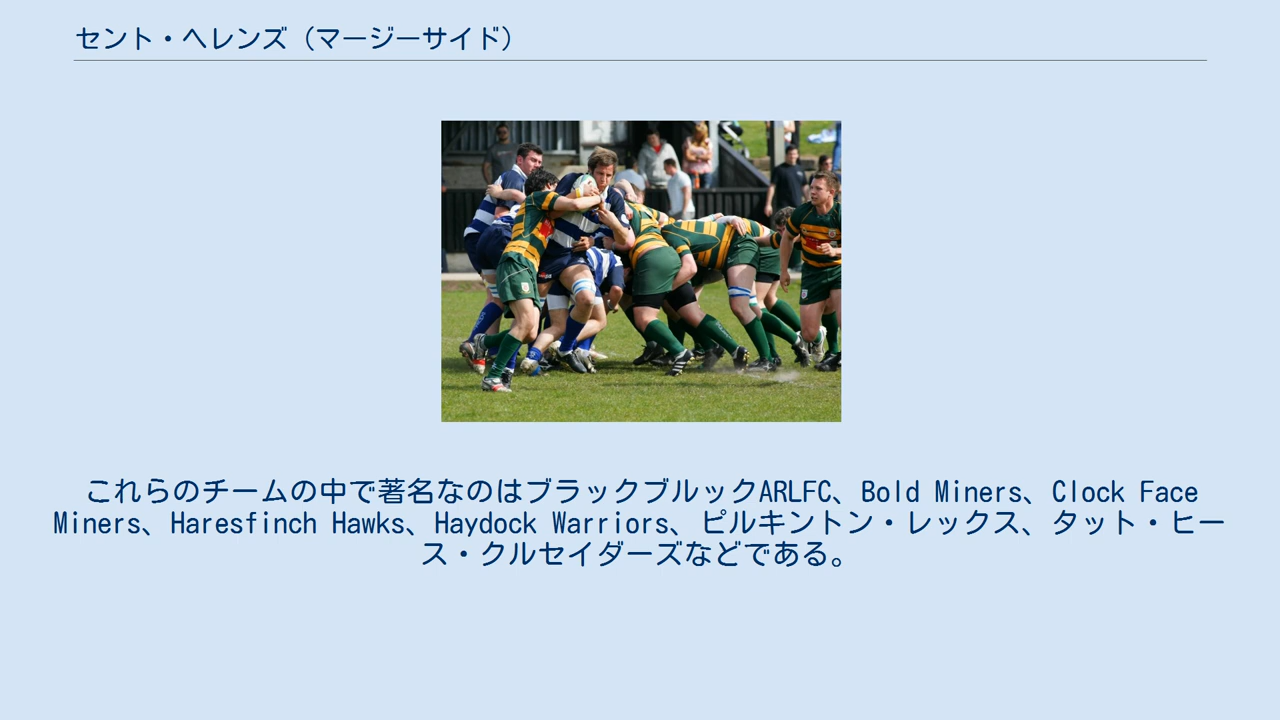 セント・ヘレンズ（マージーサイド）
これらのチームの中で著名なのはブラックブルックARLFC、Bold Miners、Clock Face
Miners、Haresfinch Hawks、Haydock Warriors、ピルキントン・レックス、タット・ヒー
ス・クルセイダーズなどである。